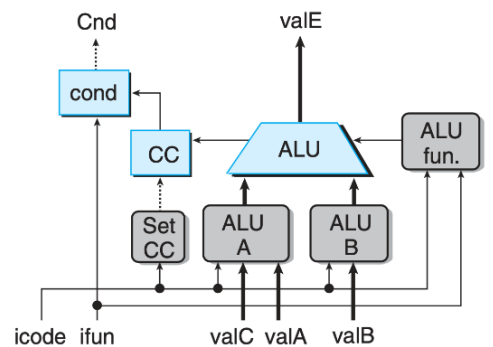 Cnd valE
cond
CC
ALU
ALU
fun.
Set
CC
ALU
A
ALU
B
icode ifun valC valA valB